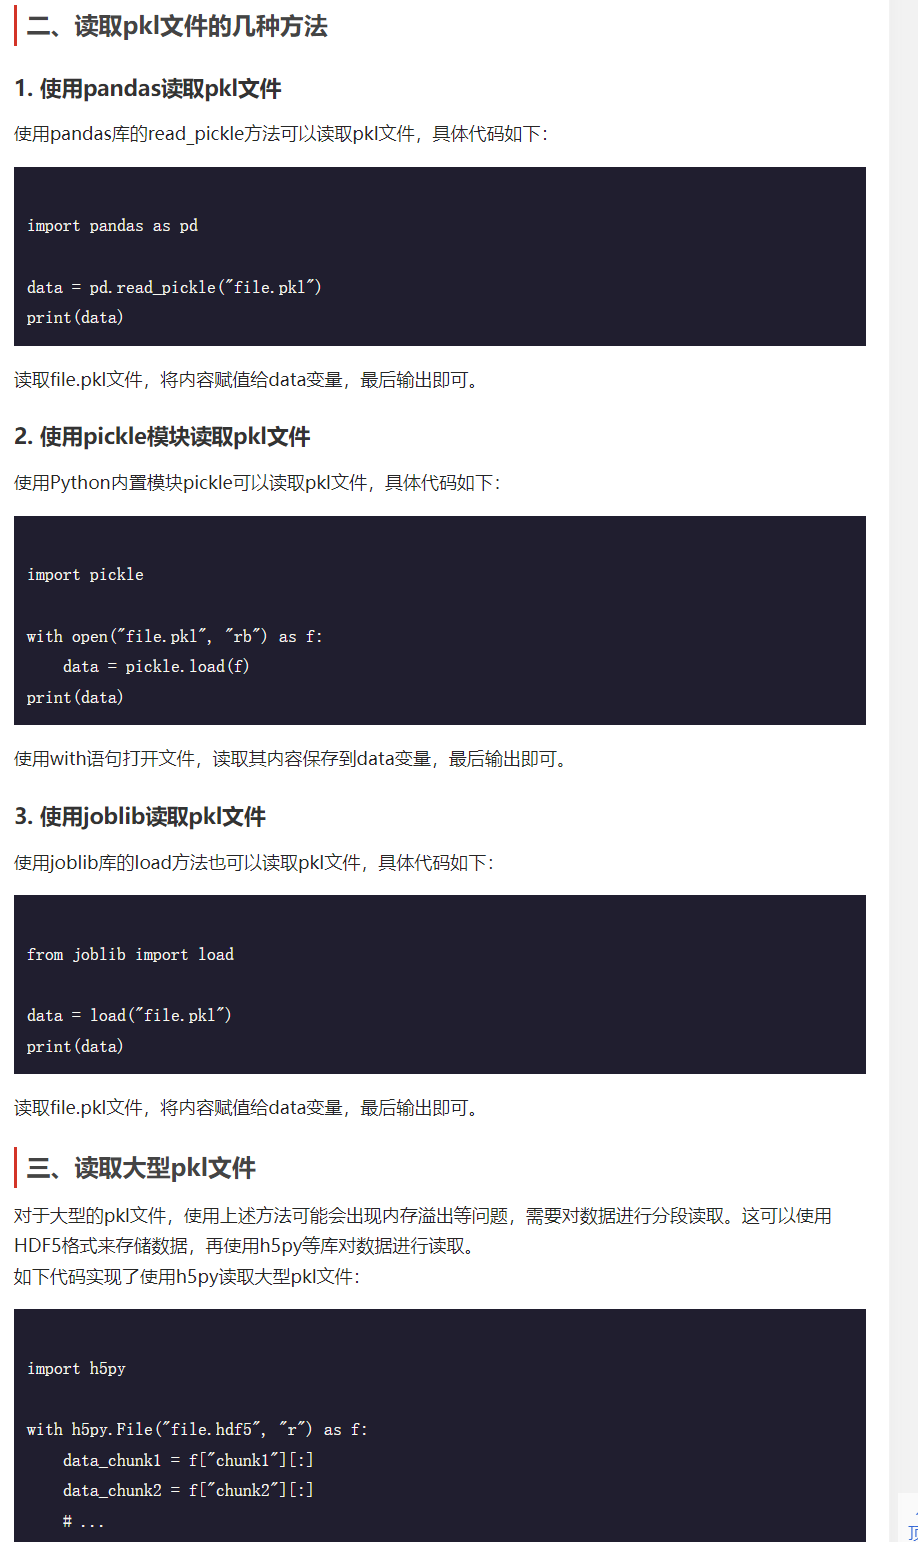 二、读取pkl文件的几种方法
1. 使用pandas读取pkl文件
使用pandas库的read_pickle方法可以读取pkl文件，具体代码如下：
import pandas as pd
data = pd.read_pickle("file.pkl")
print(data)
读取file.pkl文件，将内容赋值给data变量，最后输出即可。
2. 使用pickle模块读取pkl文件
使用Python内置模块pickle可以读取pkl文件，具体代码如下：
import pickle
with open("file.pkl", "rb") as f:
    data = pickle.load(f)
print(data)
使用with语句打开文件，读取其内容保存到data变量，最后输出即可。
3. 使用joblib读取pkl文件
使用joblib库的load方法也可以读取pkl文件，具体代码如下：
from joblib import load
data = load("file.pkl")
print(data)
读取file.pkl文件，将内容赋值给data变量，最后输出即可。
三、读取大型pkl文件
对于大型的pkl文件，使用上述方法可能会出现内存溢出等问题，需要对数据进行分段读取。这可以使用
HDF5格式来存储数据，再使用h5py等库对数据进行读取。
如下代码实现了使用h5py读取大型pkl文件：
import h5py
with h5py.File("file.hdf5", "r") as f:
    data_chunk1 = f["chunk1"][:]
    data_chunk2 = f["chunk2"][:]
    # ...